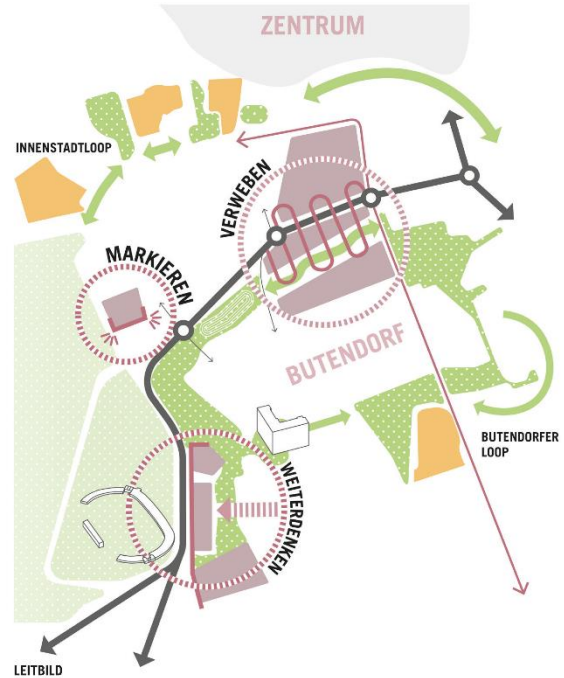 ZENTRUM
INNENSTADTLOOP
VERWEBEN
MARKIEREN
BUTENDORF
BUTENDORFER
LOOP
WEITERDENKEN
LEITBILD